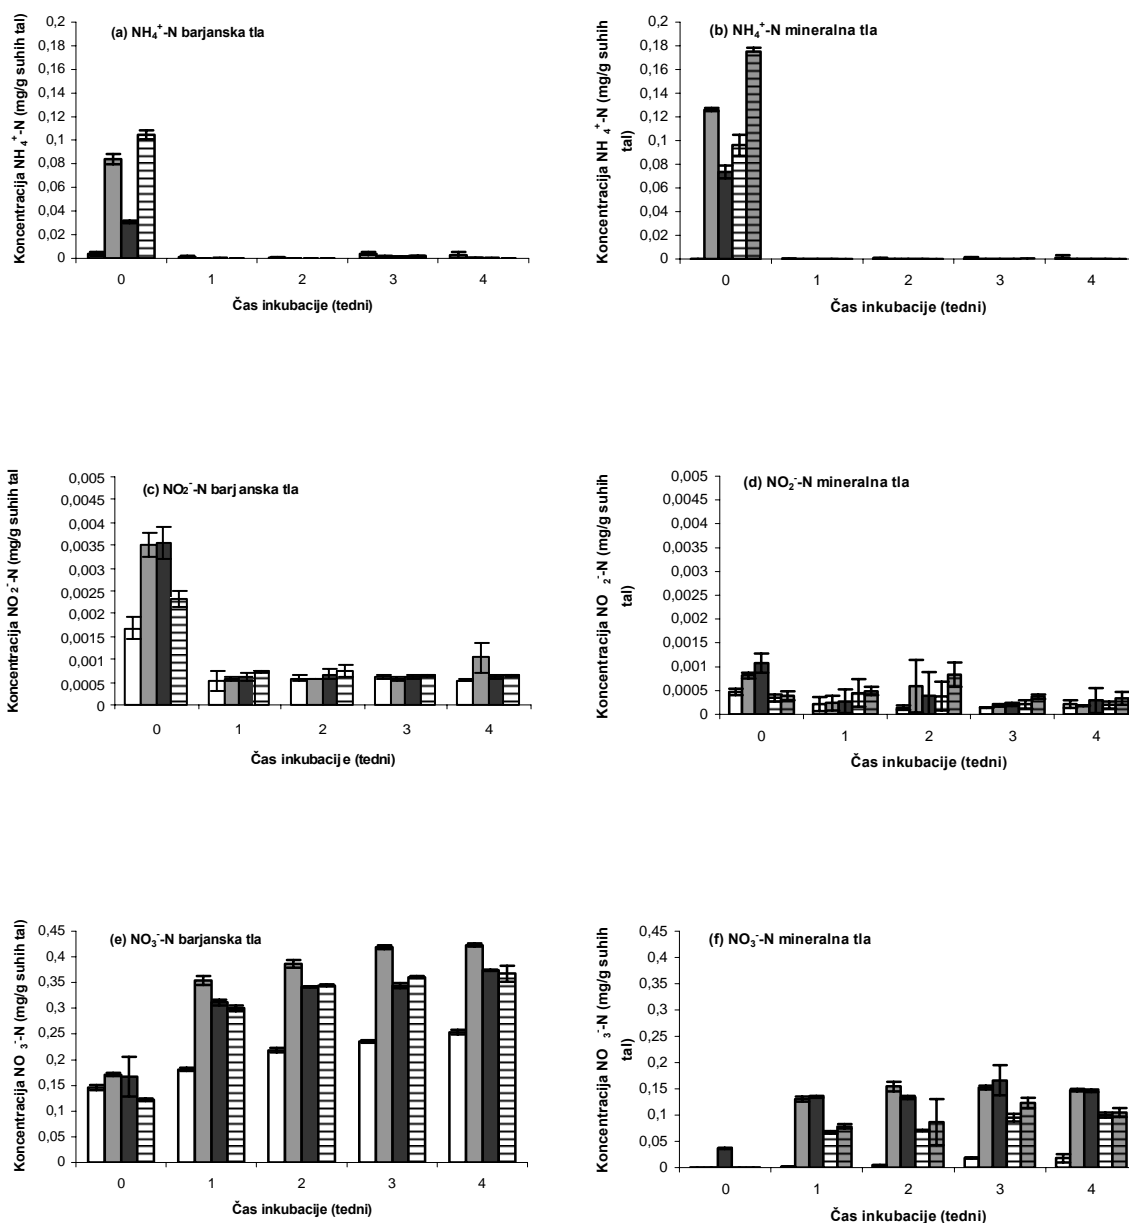 (a) NH4+-N barjanska tla
Koncentracija NH4+-N (mg/g suhih tal)
0,2
0,18
0,16
0,14
0,12
0,1
0,08
0,06
0,04
0,02
0
0 1 2 3 4
Čas inkubacije (tedni)
(b) NH4+-N mineralna tla
Koncentracija NH 4+-N (mg/g suhih
tal)
0,2
0,18
0,16
0,14
0,12
0,1
0,08
0,06
0,04
0,02
0
0 1 2 3 4
Čas inkubacije (tedni)
(c) NO2--N barjanska tla
Koncentracija NO2--N (mg/g suhih tal)
0,005
0,0045
0,004
0,0035
0,003
0,0025
0,002
0,0015
0,001
0,0005
0
0 1 2 3 4
Čas inkubacije (tedni)
(d) NO2--N mineralna tla
Koncentracija NO 2--N (mg/g suhih
tal)
0,005
0,0045
0,004
0,0035
0,003
0,0025
0,002
0,0015
0,001
0,0005
0
0 1 2 3 4
Čas inkubacije (tedni)
(e) NO3--N barjanska tla
Koncentracija NO 3--N (mg/g suhih tal)
0,45
0,4
0,35
0,3
0,25
0,2
0,15
0,1
0,05
0
0 1 2 3 4
Čas inkubacije (tedni)
(f) NO3--N mineralna tla
Koncentracija NO 3--N (mg/g suhih
tal)
0,45
0,4
0,35
0,3
0,25
0,2
0,15
0,1
0,05
0
0 1 2 3 4
Čas inkubacije (tedni)